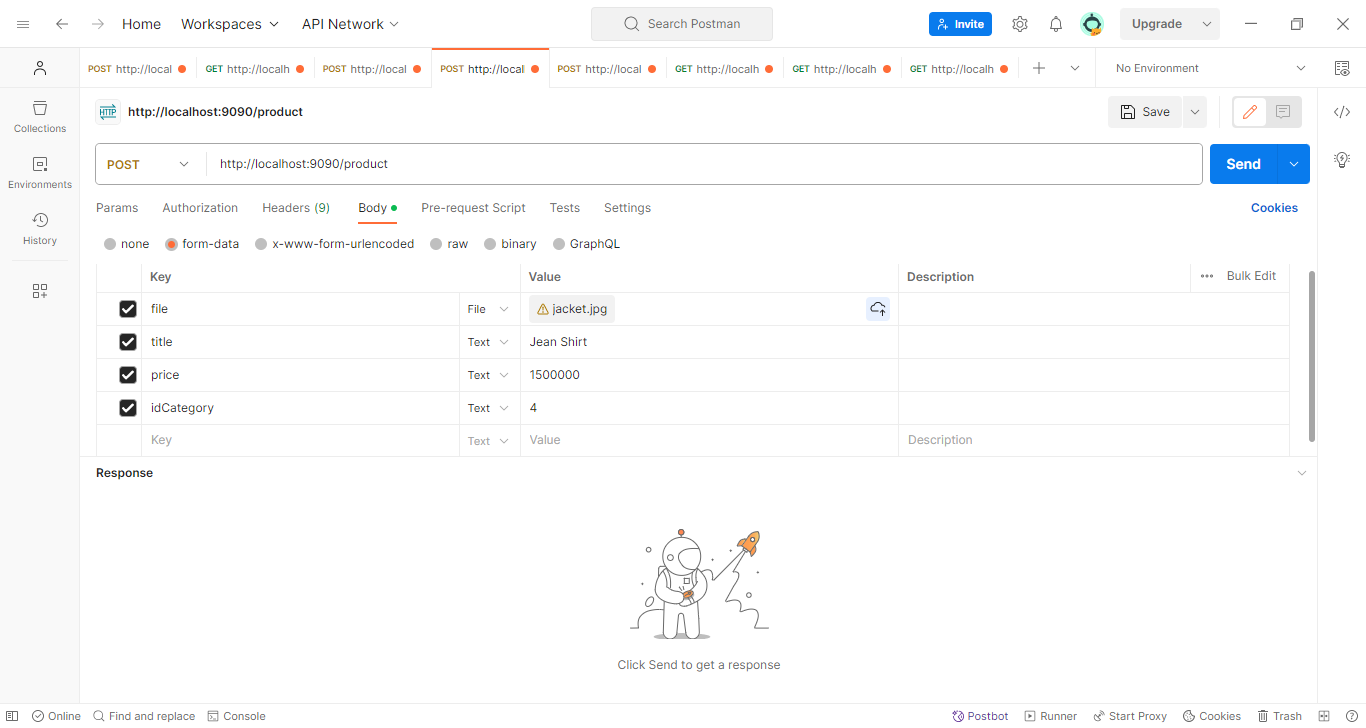 Home Workspaces API Network Search Postman Invite Upgrade
POST http://local GET http://localh POST http://local POST http://local POST http://local GET http://localh GET http://localh GET http://localh No Environment
HTTP http://localhost:9090/product Save
Collections
POST http://localhost:9090/product Send
Environments
Params Authorization Headers (9) Body Pre-request Script Tests Settings Cookies
History
none form-data x-www-form-urlencoded raw binary GraphQL
Key Value Description Bulk Edit
file File jacket.jpg
title Text Jean Shirt
price Text 1500000
idCategory Text 4
Key Text Value Description
Response
Click Send to get a response
Online Find and replace Console Postbot Runner Start Proxy Cookies Trash